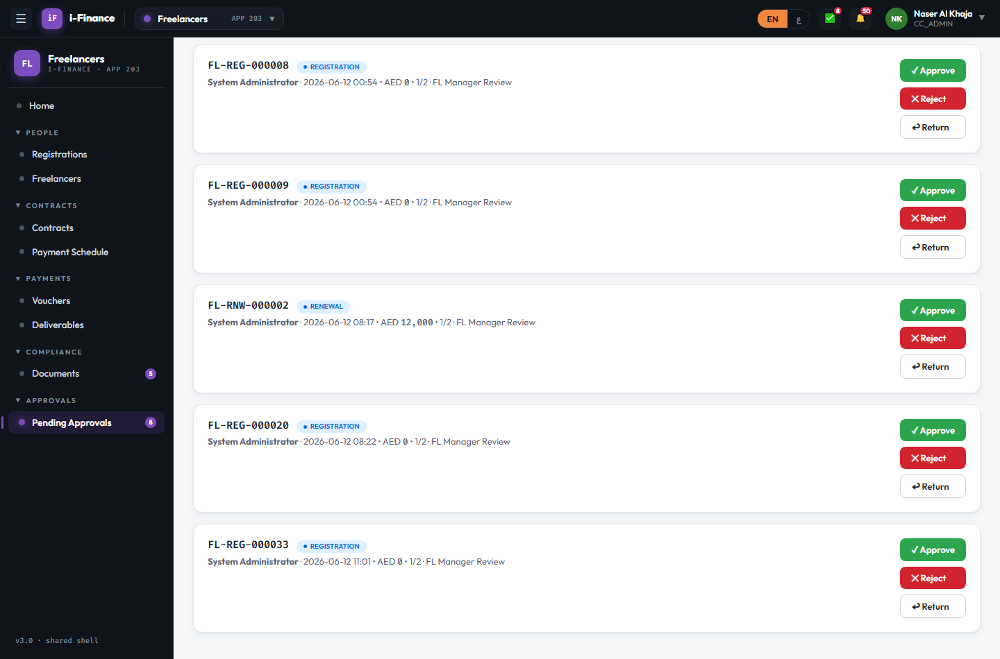 ☰ iF i-Finance Freelancers APP 203 ▼ EN ع 8 50 NK Naser Al Khaja ▼
CC_ADMIN
FL Freelancers
I-FINANCE · APP 203
Home
▼ PEOPLE
Registrations
Freelancers
▼ CONTRACTS
Contracts
Payment Schedule
▼ PAYMENTS
Vouchers
Deliverables
▼ COMPLIANCE
Documents 5
▼ APPROVALS
Pending Approvals 8
v3.0 · shared shell
FL-REG-000008 • REGISTRATION
System Administrator · 2026-06-12 00:54 • AED 0 • 1/2 · FL Manager Review
✓ Approve
✕ Reject
↩ Return
FL-REG-000009 • REGISTRATION
System Administrator · 2026-06-12 00:54 • AED 0 • 1/2 · FL Manager Review
✓ Approve
✕ Reject
↩ Return
FL-RNW-000002 • RENEWAL
System Administrator · 2026-06-12 08:17 • AED 12,000 • 1/2 · FL Manager Review
✓ Approve
✕ Reject
↩ Return
FL-REG-000020 • REGISTRATION
System Administrator · 2026-06-12 08:22 • AED 0 • 1/2 · FL Manager Review
✓ Approve
✕ Reject
↩ Return
FL-REG-000033 • REGISTRATION
System Administrator · 2026-06-12 11:01 • AED 0 • 1/2 · FL Manager Review
✓ Approve
✕ Reject
↩ Return